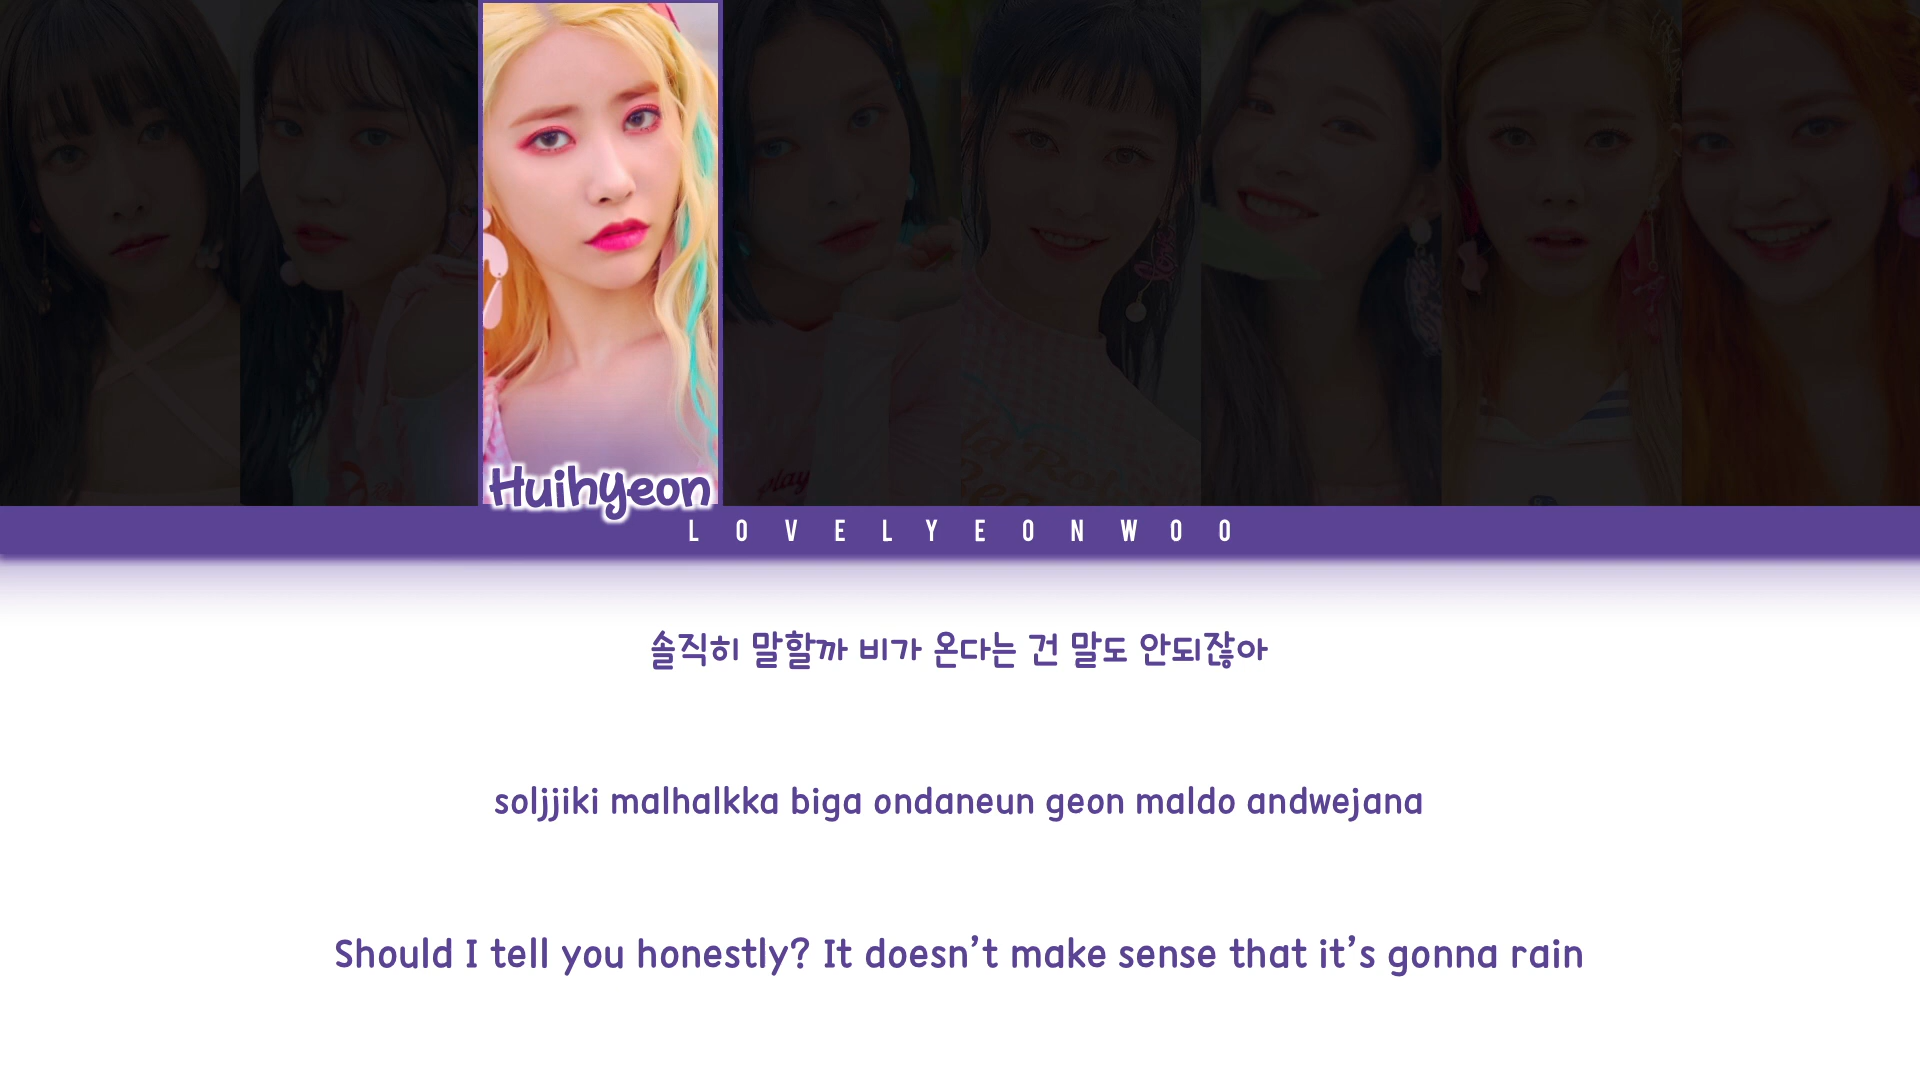 Huihyeon
LOVELYEONWOO
솔직히 말할까 비가 온다는 건 말도 안되잖아
soljjiki malhalkka biga ondaneun geon maldo andwejana
Should I tell you honestly? It doesn't make sense that it's gonna rain